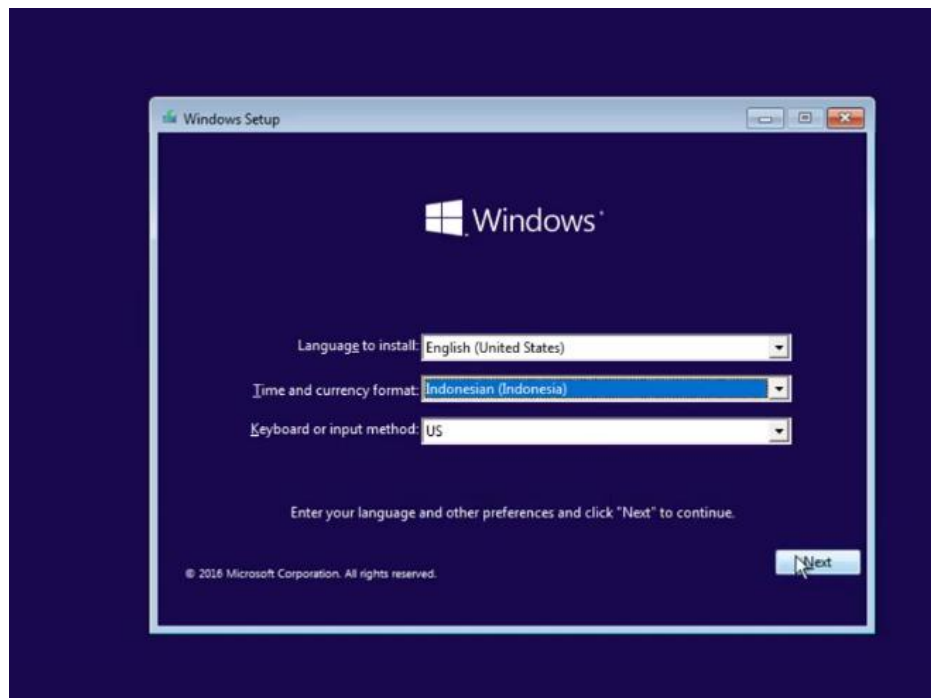 Windows Setup
Windows
Language to install: English (United States)
Time and currency format: Indonesian (Indonesia)
Keyboard or input method: US
Enter your language and other preferences and click "Next" to continue.
Next
© 2016 Microsoft Corporation. All rights reserved.